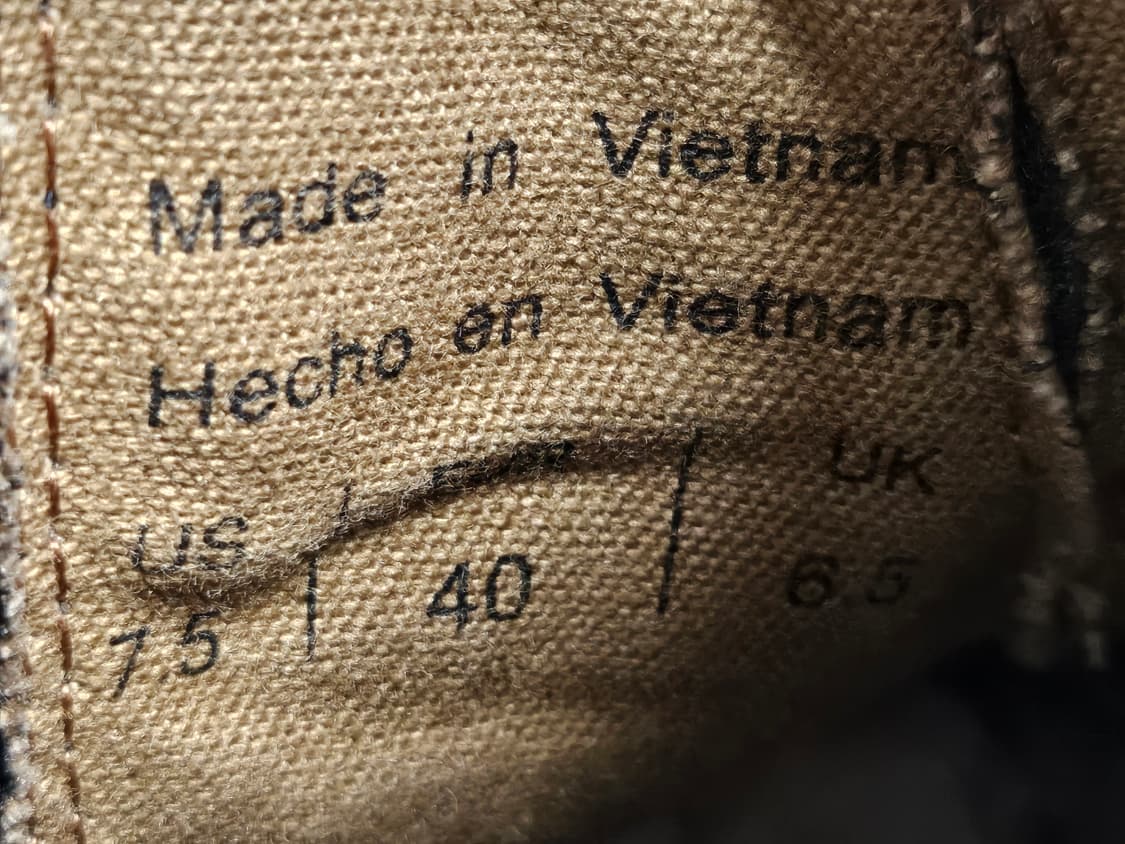 Made in Vietnam
Hecho en Vietnam
US | | UK
7.5 | 40 | 6.5